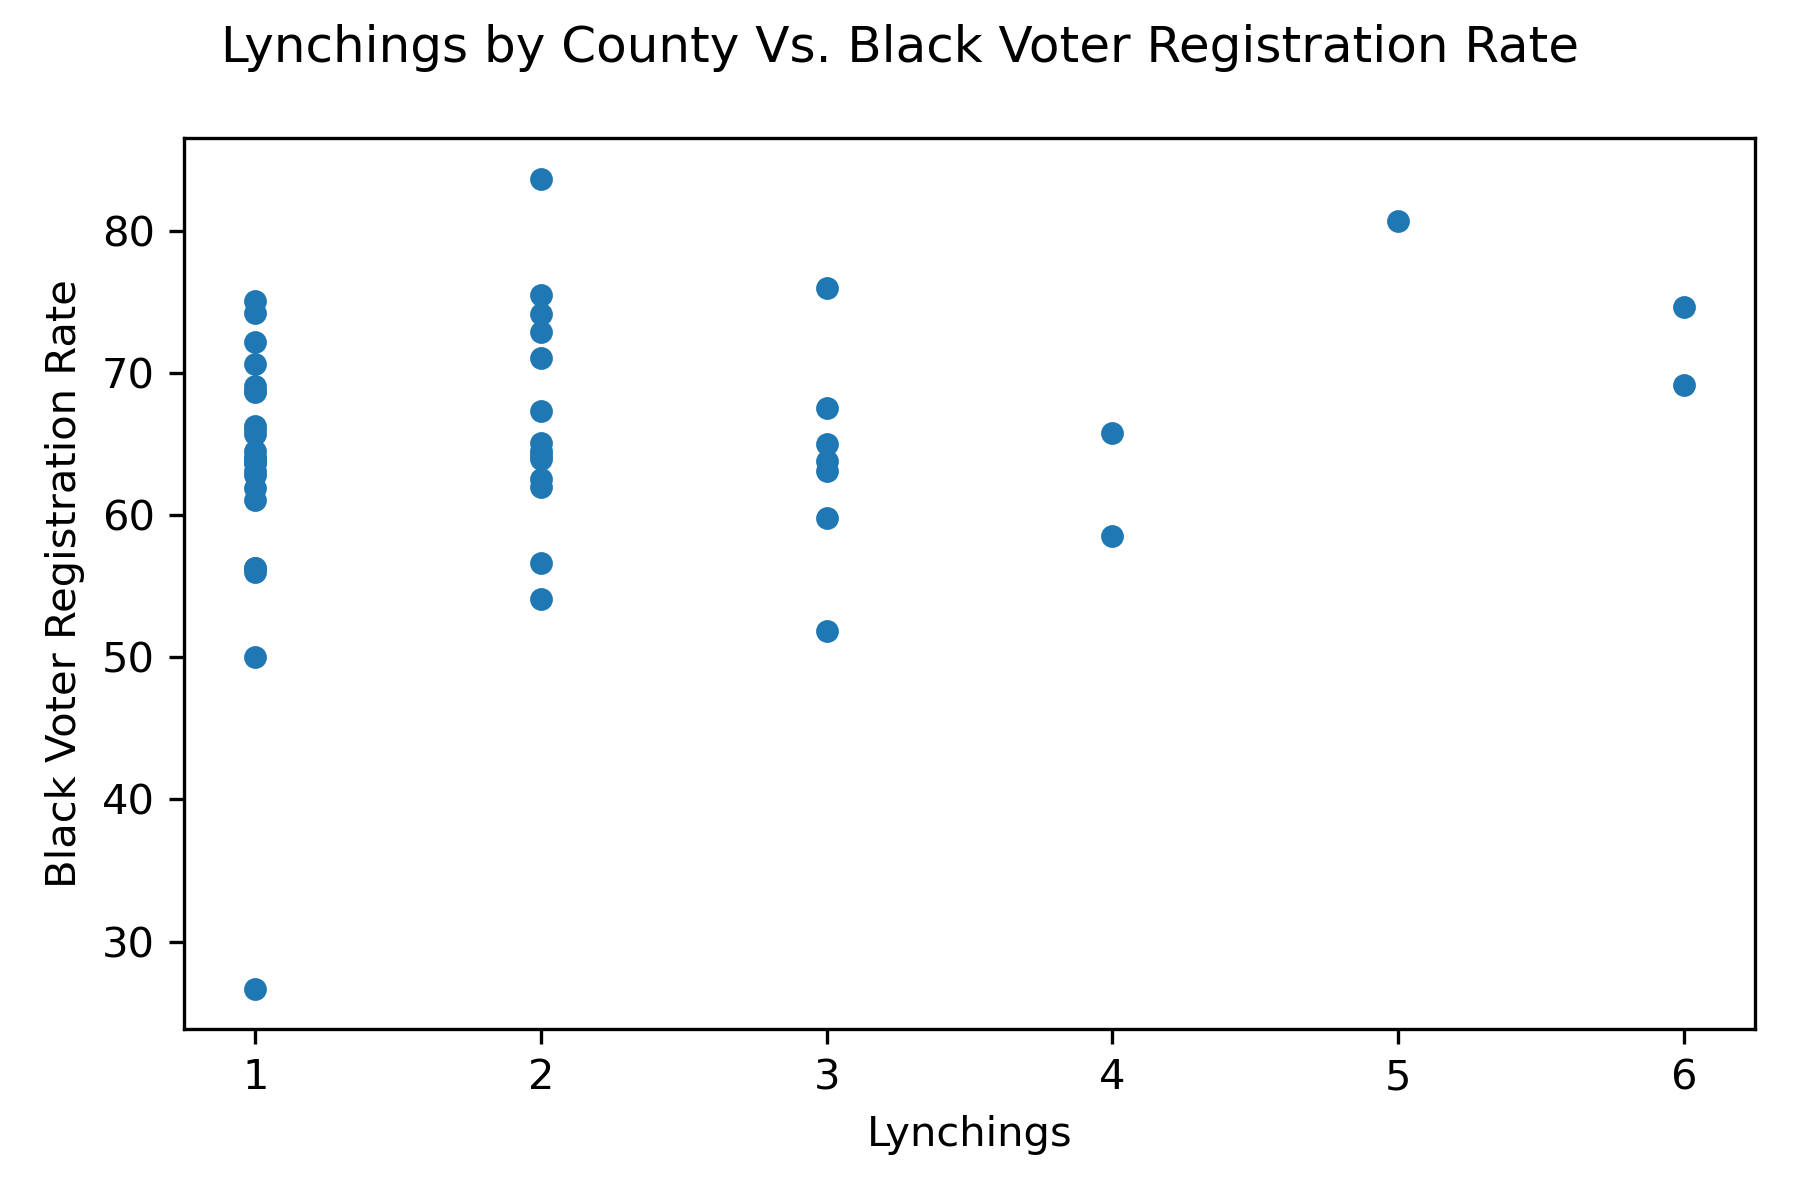 Lynchings by County Vs. Black Voter Registration Rate
Black Voter Registration Rate
80
70
60
50
40
30
1 2 3 4 5 6
Lynchings